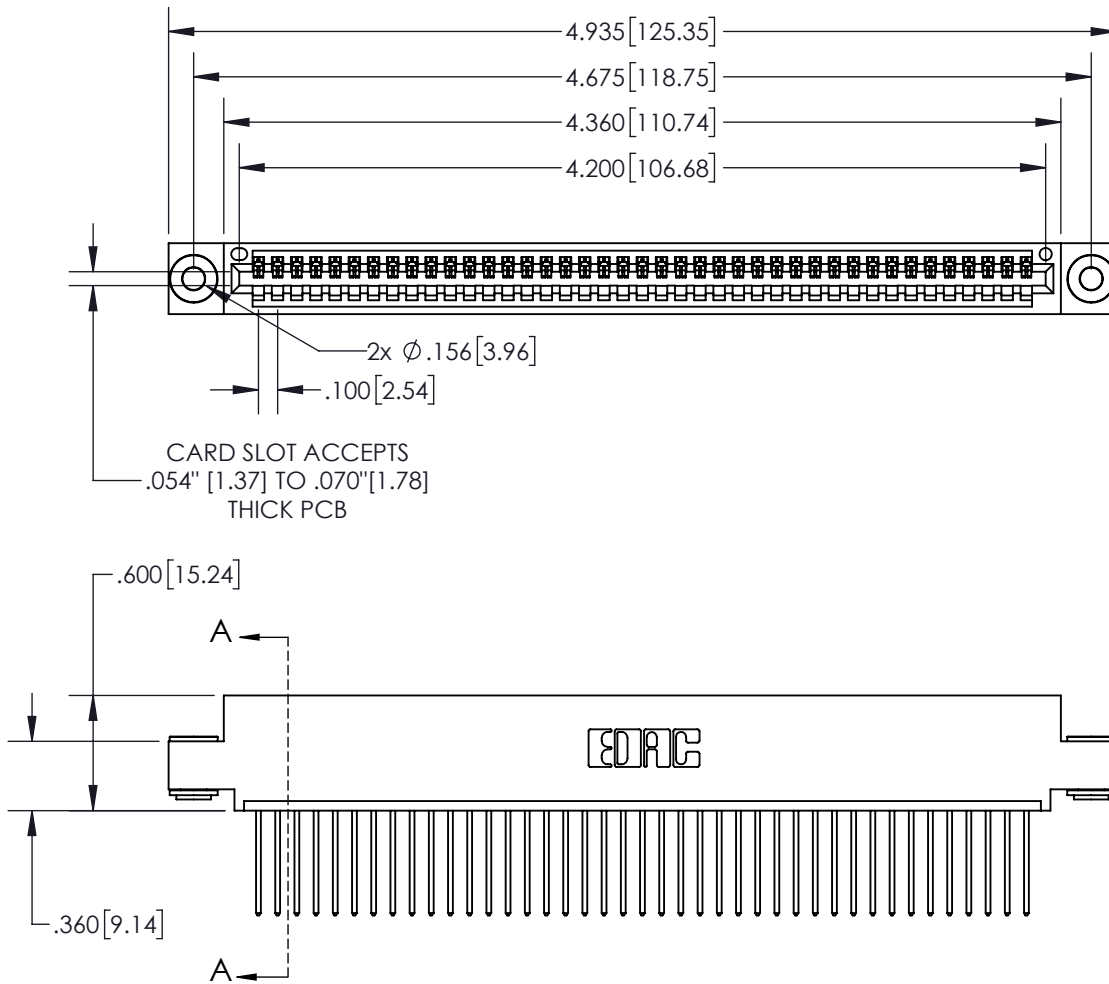 4.935[125.35]
4.675[118.75]
4.360[110.74]
4.200[106.68]
2x Ø .156[3.96]
.100[2.54]
CARD SLOT ACCEPTS
.054" [1.37] TO .070"[1.78]
THICK PCB
.600[15.24]
A
EDAC
.360[9.14]
A